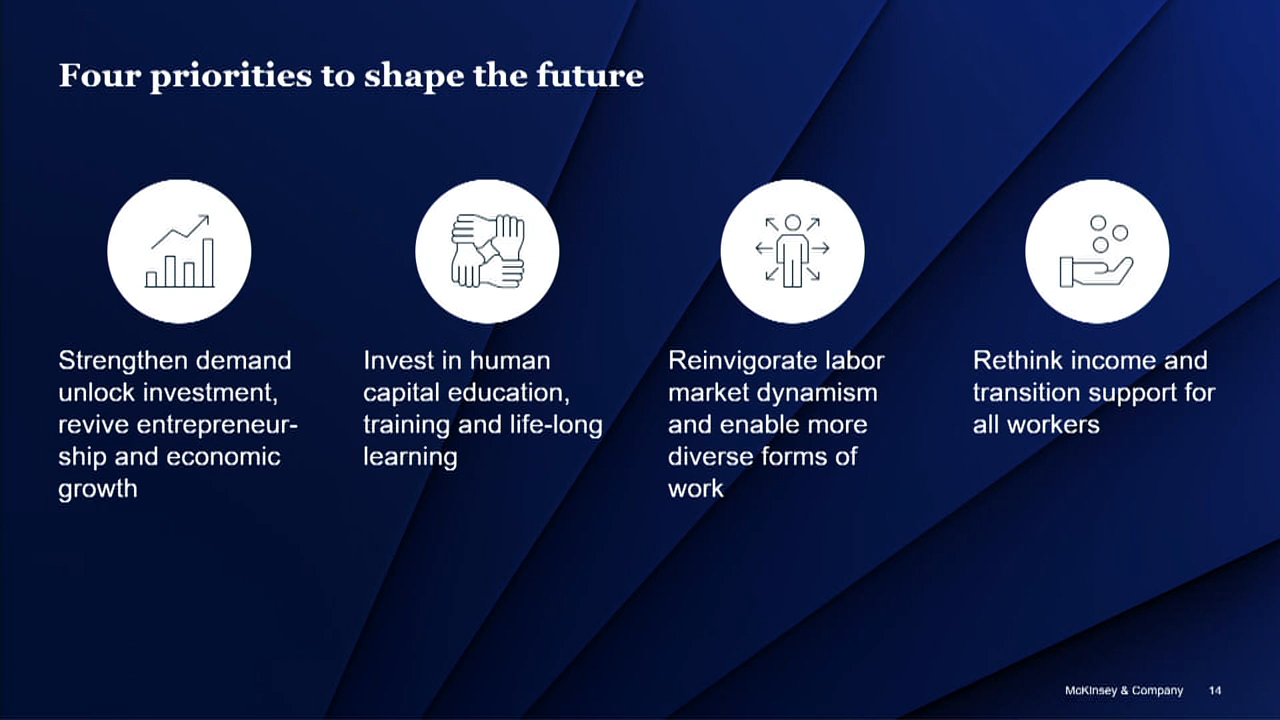 Four priorities to shape the future
Strengthen demand
unlock investment,
revive entrepreneur-
ship and economic
growth
Invest in human
capital education,
training and life-long
learning
Reinvigorate labor
market dynamism
and enable more
diverse forms of
work
Rethink income and
transition support for
all workers
McKinsey & Company 14